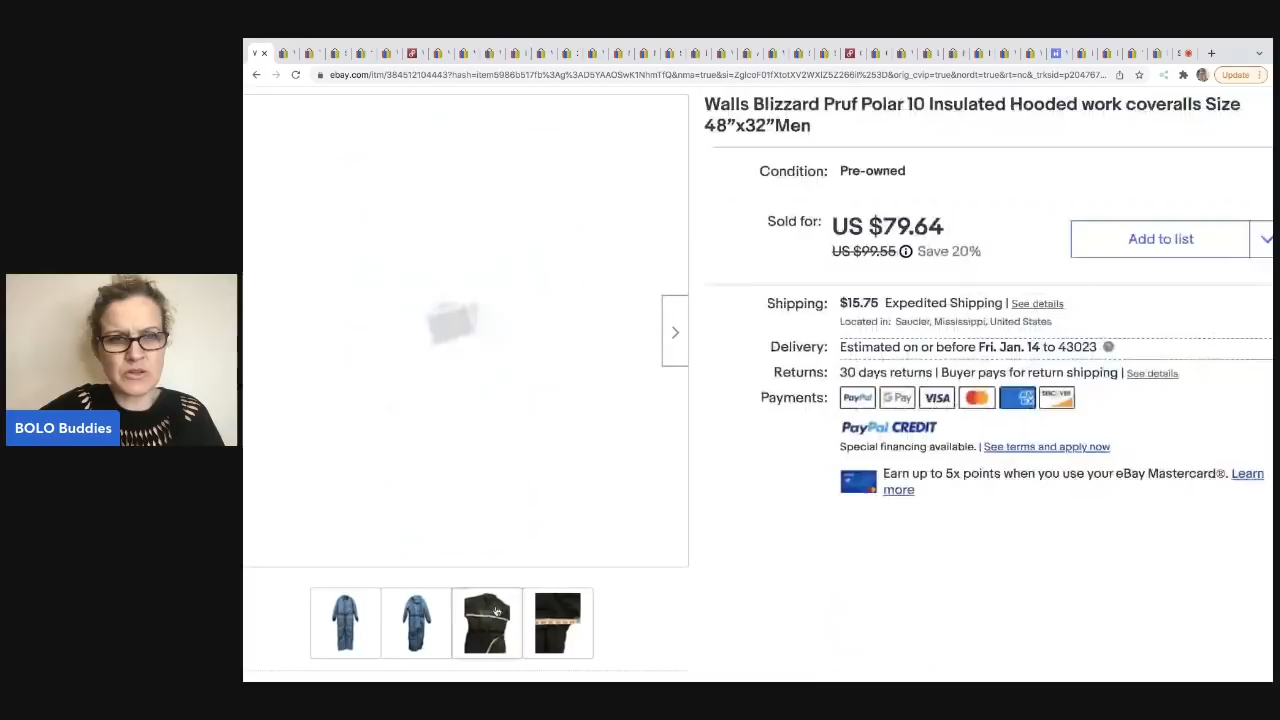 ebay.com/itm/384512104443?hash=item5986b517fb%3Ag%3AD5YAAOSwK1NhmTfQ&nma=true&si=ZglcoF01fXtotXV2WXIZ5Z266iI%253D&orig_cvip=true&nordt=true&rt=nc&_trksid=p204767...
Update
Walls Blizzard Pruf Polar 10 Insulated Hooded work coveralls Size
48”x32”Men
Condition: Pre-owned
Sold for: US $79.64
US $99.55 Save 20%
Add to list
Shipping: $15.75 Expedited Shipping | See details
Located in: Saucier, Mississippi, United States
Delivery: Estimated on or before Fri. Jan. 14 to 43023
Returns: 30 days returns | Buyer pays for return shipping | See details
Payments: PayPal G Pay VISA DISCOVER
PayPal CREDIT
Special financing available. | See terms and apply now
Earn up to 5x points when you use your eBay Mastercard®. Learn
more
BOLO Buddies